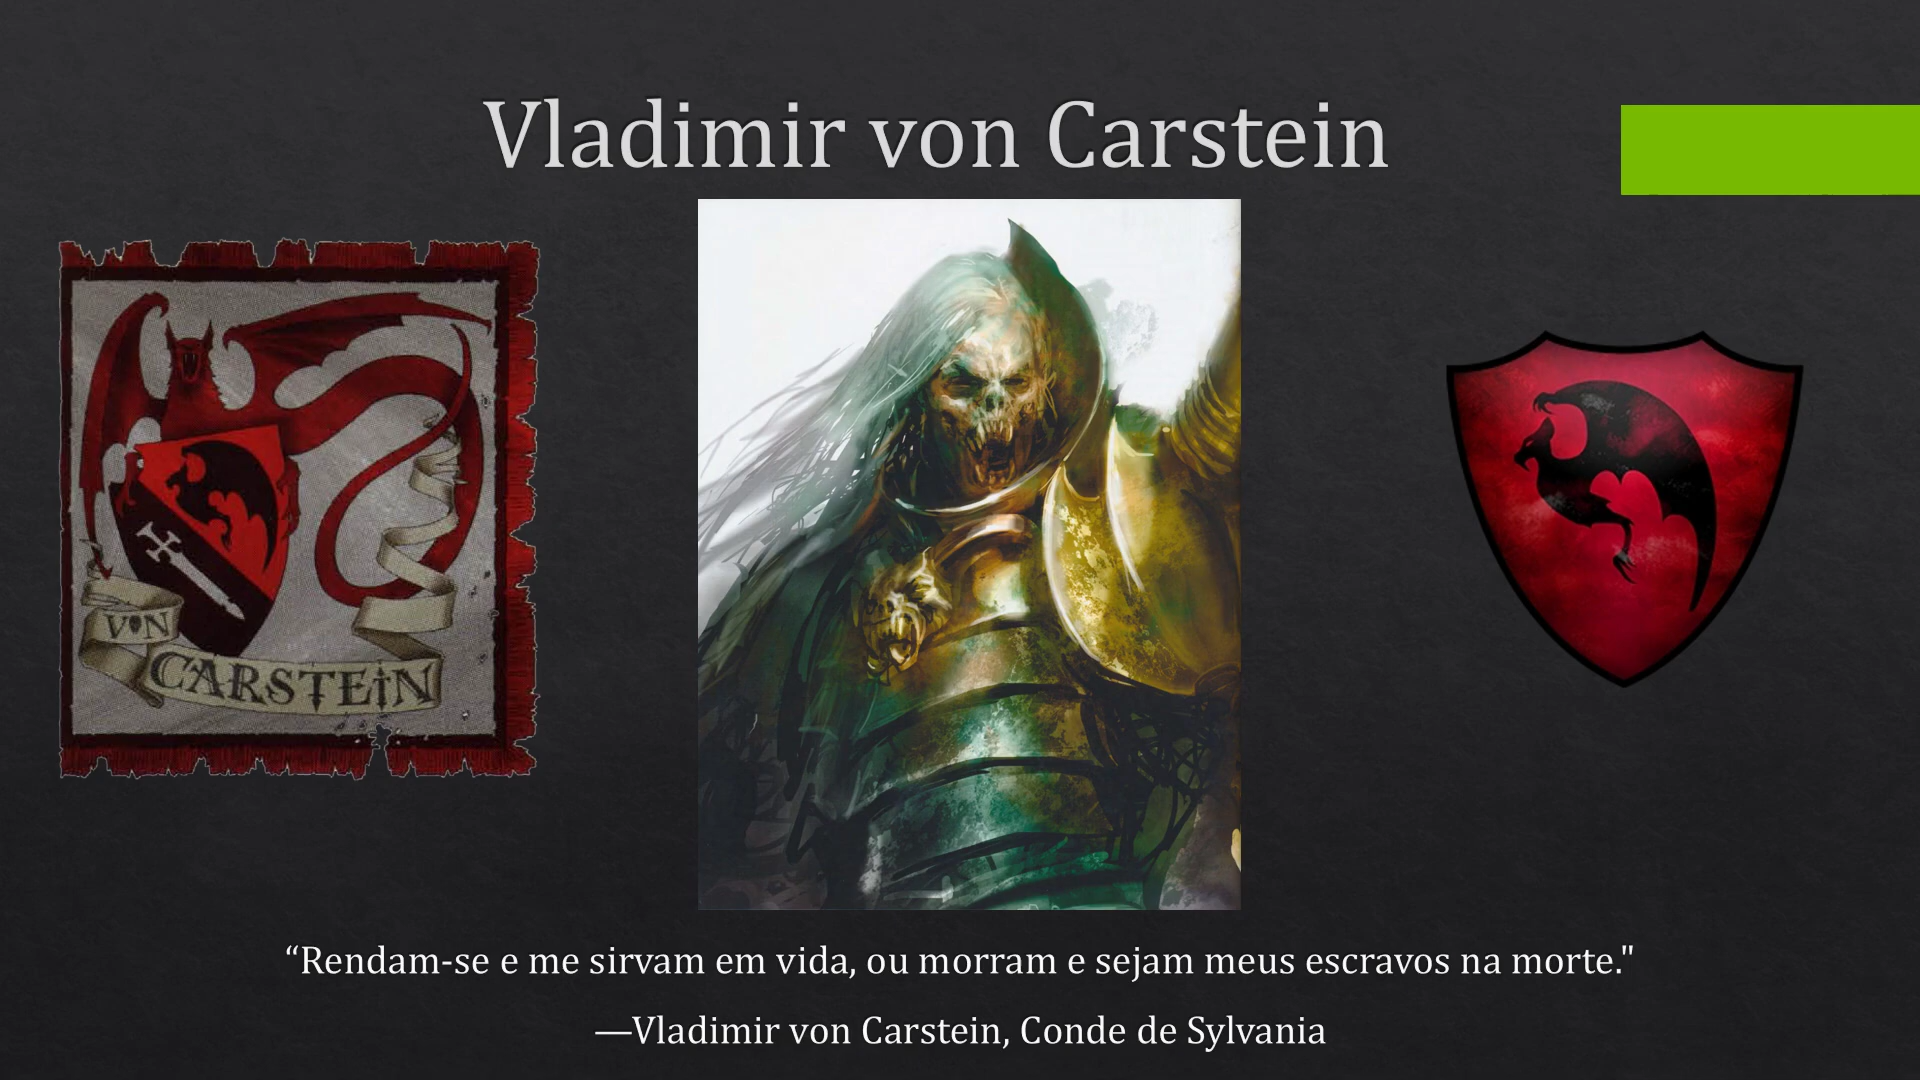 Vladimir von Carstein
VON
CARSTEIN
“Rendam-se e me sirvam em vida, ou morram e sejam meus escravos na morte."
—Vladimir von Carstein, Conde de Sylvania